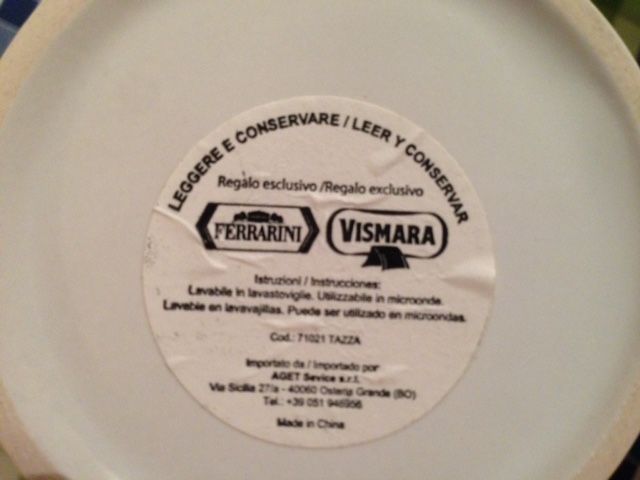 LEGGERE E CONSERVARE / LEER Y CONSERVAR
Regalo esclusivo /Regalo exclusivo
FERRARINI
VISMARA
Istruzioni / Instrucciones:
Lavabile in lavastoviglie. Utilizzabile in microonde.
Lavable en lavavajillas. Puede ser utilizado en microondas.
Cod.: 71021 TAZZA
Importato da / Importado por
AGET Sevice s.r.l.
Via Sicilia 27/a - 40060 Osteria Grande (BO)
Tel.: +39 051 946956
Made in China